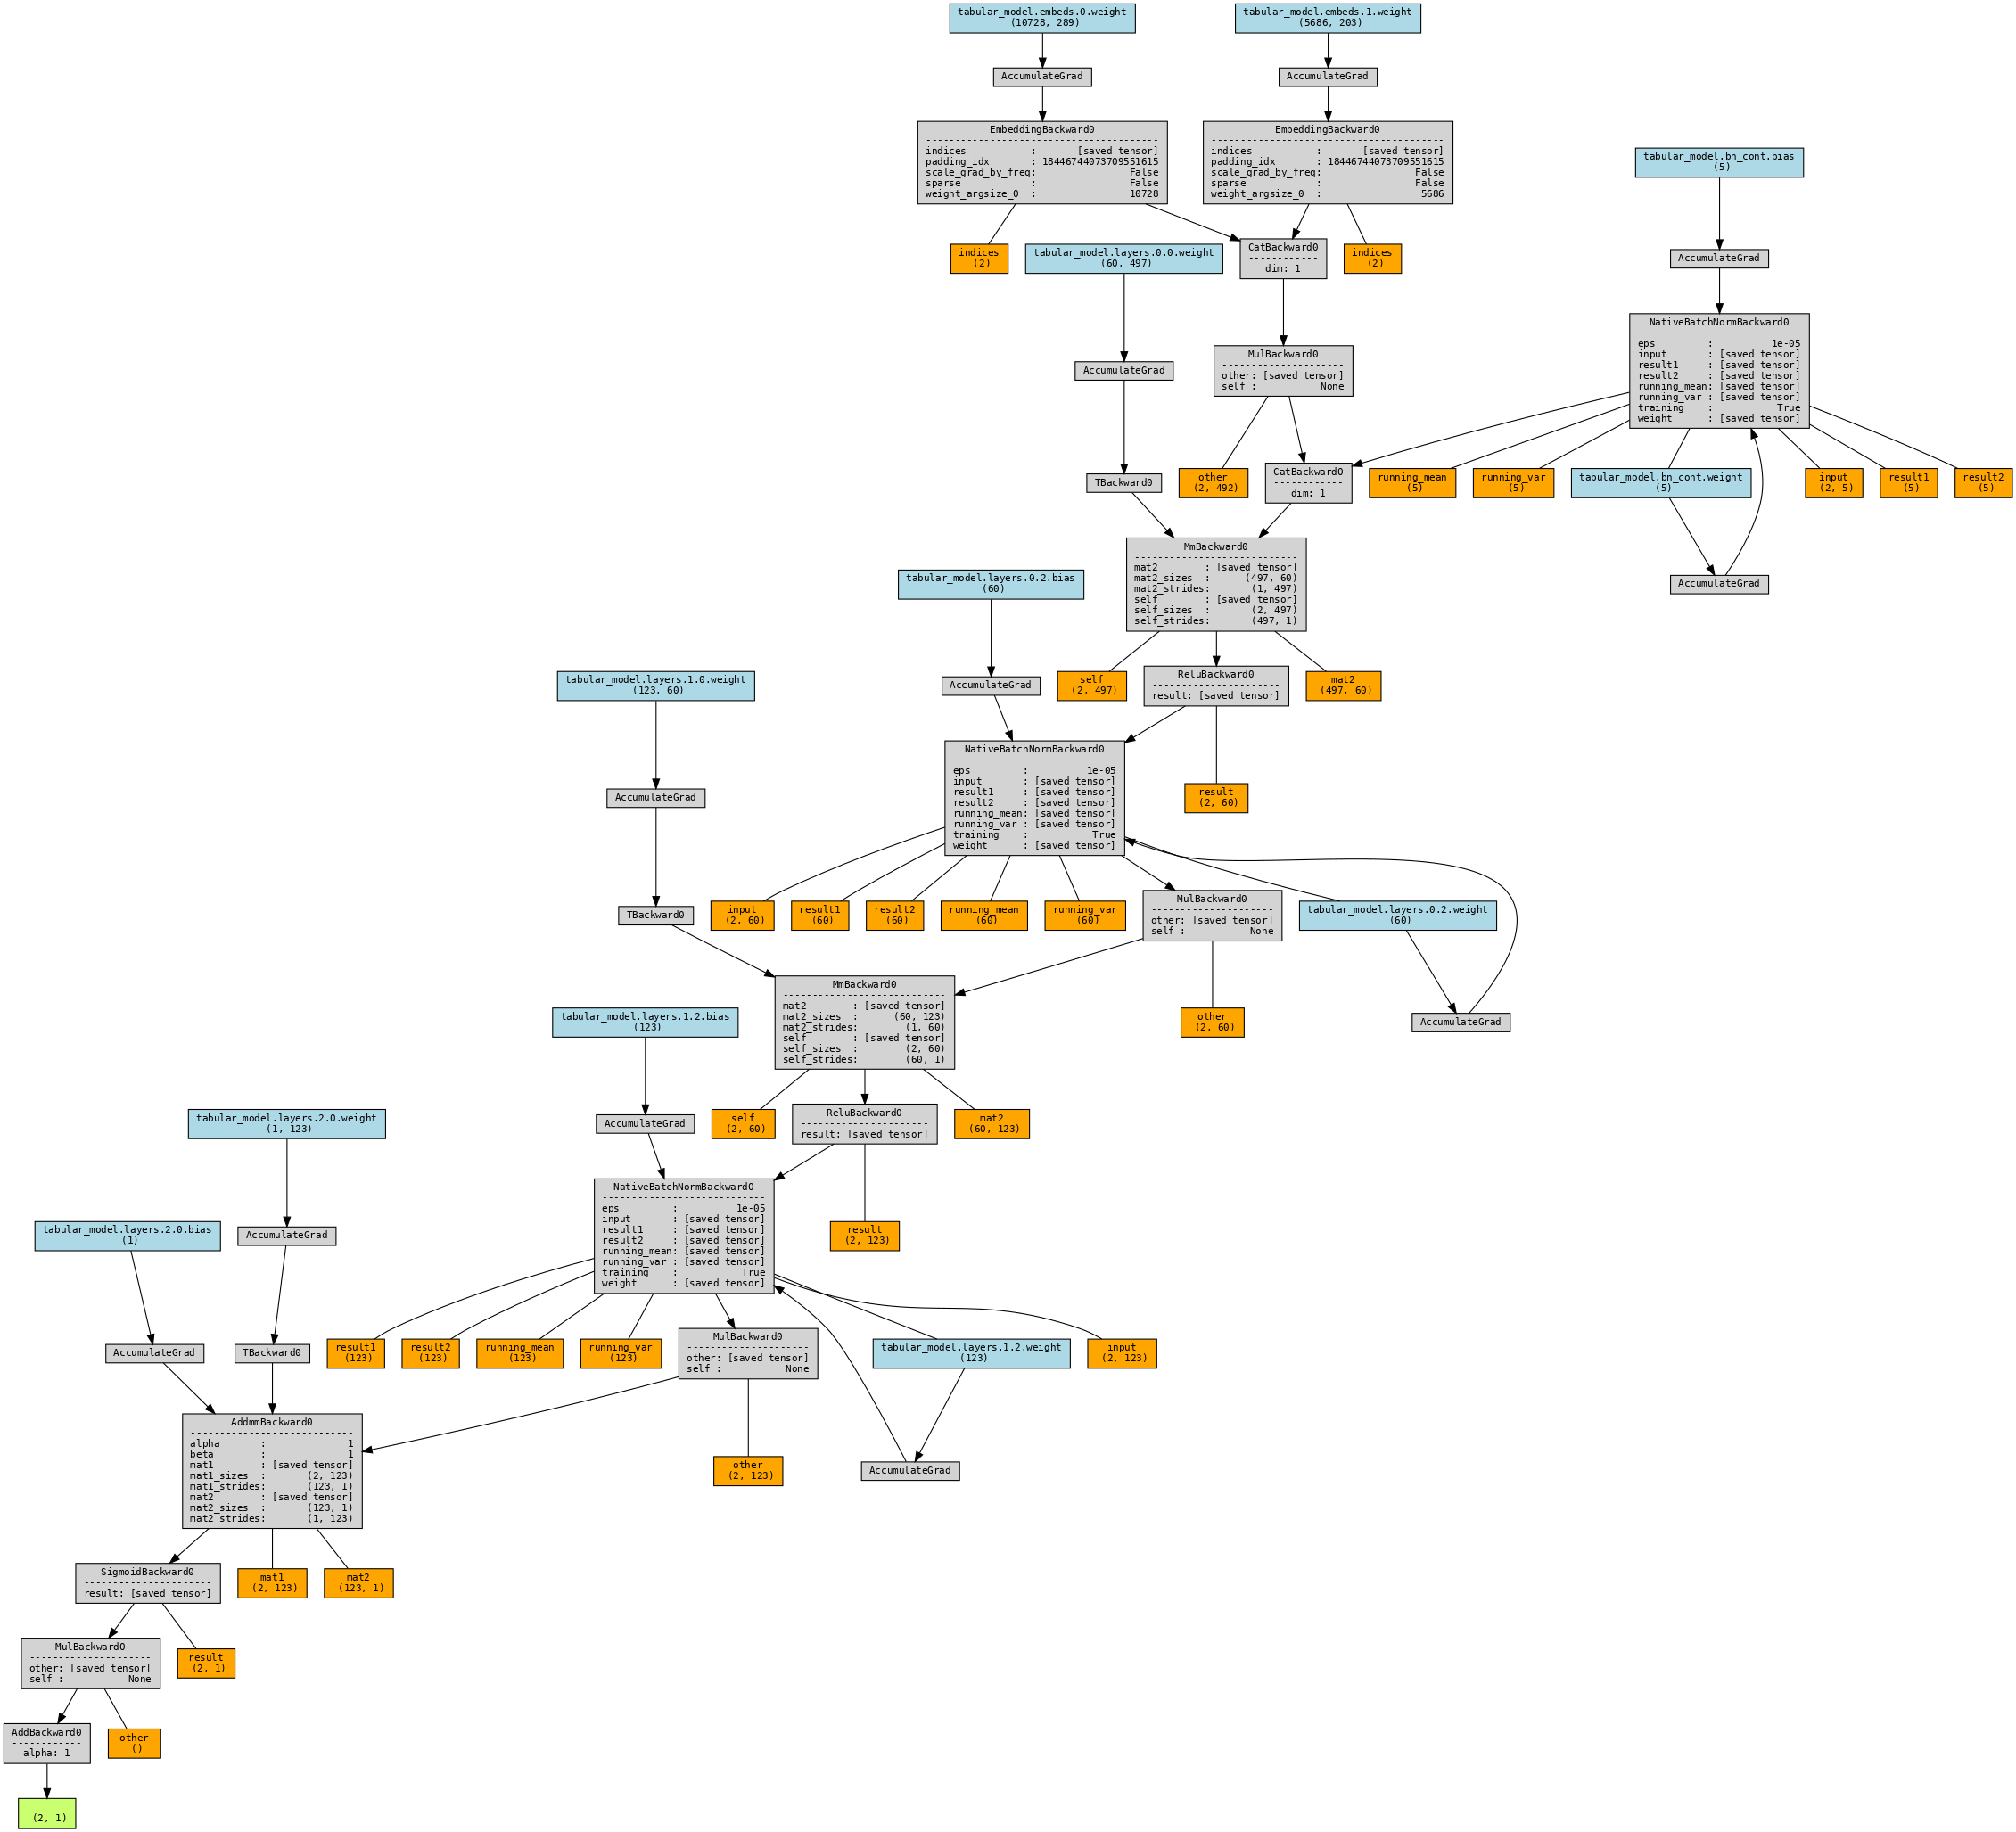 tabular_model.embeds.0.weight
(10728, 289)
tabular_model.embeds.1.weight
(5686, 203)
AccumulateGrad
AccumulateGrad
EmbeddingBackward0
---------------------------------------
indices : [saved tensor]
padding_idx : 18446744073709551615
scale_grad_by_freq: False
sparse : False
weight_argsize_0 : 10728
EmbeddingBackward0
---------------------------------------
indices : [saved tensor]
padding_idx : 18446744073709551615
scale_grad_by_freq: False
sparse : False
weight_argsize_0 : 5686
tabular_model.bn_cont.bias
(5)
indices
(2)
tabular_model.layers.0.0.weight
(60, 497)
CatBackward0
------------
dim: 1
indices
(2)
AccumulateGrad
NativeBatchNormBackward0
----------------------------
eps : 1e-05
input : [saved tensor]
result1 : [saved tensor]
result2 : [saved tensor]
running_mean: [saved tensor]
running_var : [saved tensor]
training : True
weight : [saved tensor]
AccumulateGrad
MulBackward0
---------------------
other: [saved tensor]
self : None
TBackward0
other
(2, 492)
CatBackward0
------------
dim: 1
running_mean
(5)
running_var
(5)
tabular_model.bn_cont.weight
(5)
input
(2, 5)
result1
(5)
result2
(5)
MmBackward0
----------------------------
mat2 : [saved tensor]
mat2_sizes : (497, 60)
mat2_strides: (1, 497)
self : [saved tensor]
self_sizes : (2, 497)
self_strides: (497, 1)
AccumulateGrad
tabular_model.layers.0.2.bias
(60)
tabular_model.layers.1.0.weight
(123, 60)
AccumulateGrad
self
(2, 497)
ReluBackward0
----------------------
result: [saved tensor]
mat2
(497, 60)
NativeBatchNormBackward0
----------------------------
eps : 1e-05
input : [saved tensor]
result1 : [saved tensor]
result2 : [saved tensor]
running_mean: [saved tensor]
running_var : [saved tensor]
training : True
weight : [saved tensor]
AccumulateGrad
result
(2, 60)
TBackward0
input
(2, 60)
result1
(60)
result2
(60)
running_mean
(60)
running_var
(60)
MulBackward0
---------------------
other: [saved tensor]
self : None
tabular_model.layers.0.2.weight
(60)
MmBackward0
----------------------------
mat2 : [saved tensor]
mat2_sizes : (60, 123)
mat2_strides: (1, 60)
self : [saved tensor]
self_sizes : (2, 60)
self_strides: (60, 1)
tabular_model.layers.1.2.bias
(123)
other
(2, 60)
AccumulateGrad
tabular_model.layers.2.0.weight
(1, 123)
AccumulateGrad
self
(2, 60)
ReluBackward0
----------------------
result: [saved tensor]
mat2
(60, 123)
NativeBatchNormBackward0
----------------------------
eps : 1e-05
input : [saved tensor]
result1 : [saved tensor]
result2 : [saved tensor]
running_mean: [saved tensor]
running_var : [saved tensor]
training : True
weight : [saved tensor]
tabular_model.layers.2.0.bias
(1)
AccumulateGrad
result
(2, 123)
AccumulateGrad
TBackward0
result1
(123)
result2
(123)
running_mean
(123)
running_var
(123)
MulBackward0
---------------------
other: [saved tensor]
self : None
tabular_model.layers.1.2.weight
(123)
input
(2, 123)
AddmmBackward0
----------------------------
alpha : 1
beta : 1
mat1 : [saved tensor]
mat1_sizes : (2, 123)
mat1_strides: (123, 1)
mat2 : [saved tensor]
mat2_sizes : (123, 1)
mat2_strides: (1, 123)
other
(2, 123)
AccumulateGrad
SigmoidBackward0
----------------------
result: [saved tensor]
mat1
(2, 123)
mat2
(123, 1)
MulBackward0
---------------------
other: [saved tensor]
self : None
result
(2, 1)
AddBackward0
------------
alpha: 1
other
()
(2, 1)